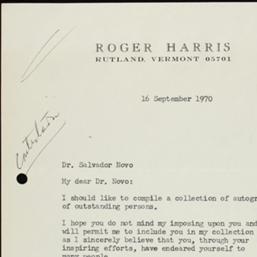 ROGER HARRIS
RUTLAND, VERMONT 05701
16 September 1970
Contestada
Dr. Salvador Novo
My dear Dr. Novo:
I should like to compile a collection of autogr
of outstanding persons.
I hope you do not mind my imposing upon you and
will permit me to include you in my collection
as I sincerely believe that you, through your
inspiring efforts, have endeared yourself to
many people